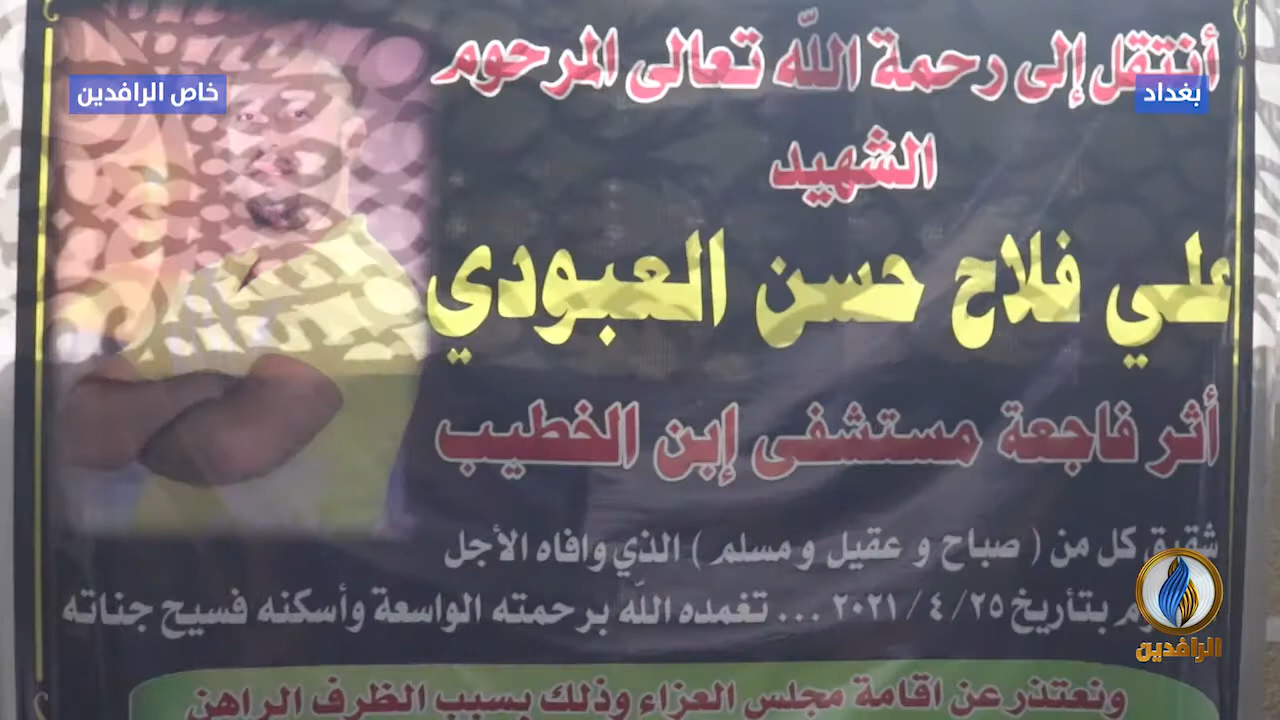 أنتقل إلى رحمة الله تعالى المرحوم
بغداد
خاص الرافدين
الشهيد
علي فلاح حسن العبودي
أثر فاجعة مستشفى إبن الخطيب
شقيق كل من ( صباح و عقيل و مسلم ) الذي وافاه الأجل
بتأريخ ٢٠٢١/٤/٢٥ ... تغمده الله برحمته الواسعة وأسكنه فسيح جناته
الرافدين
ونعتذر عن اقامة مجلس العزاء وذلك بسبب الظرف الراهن